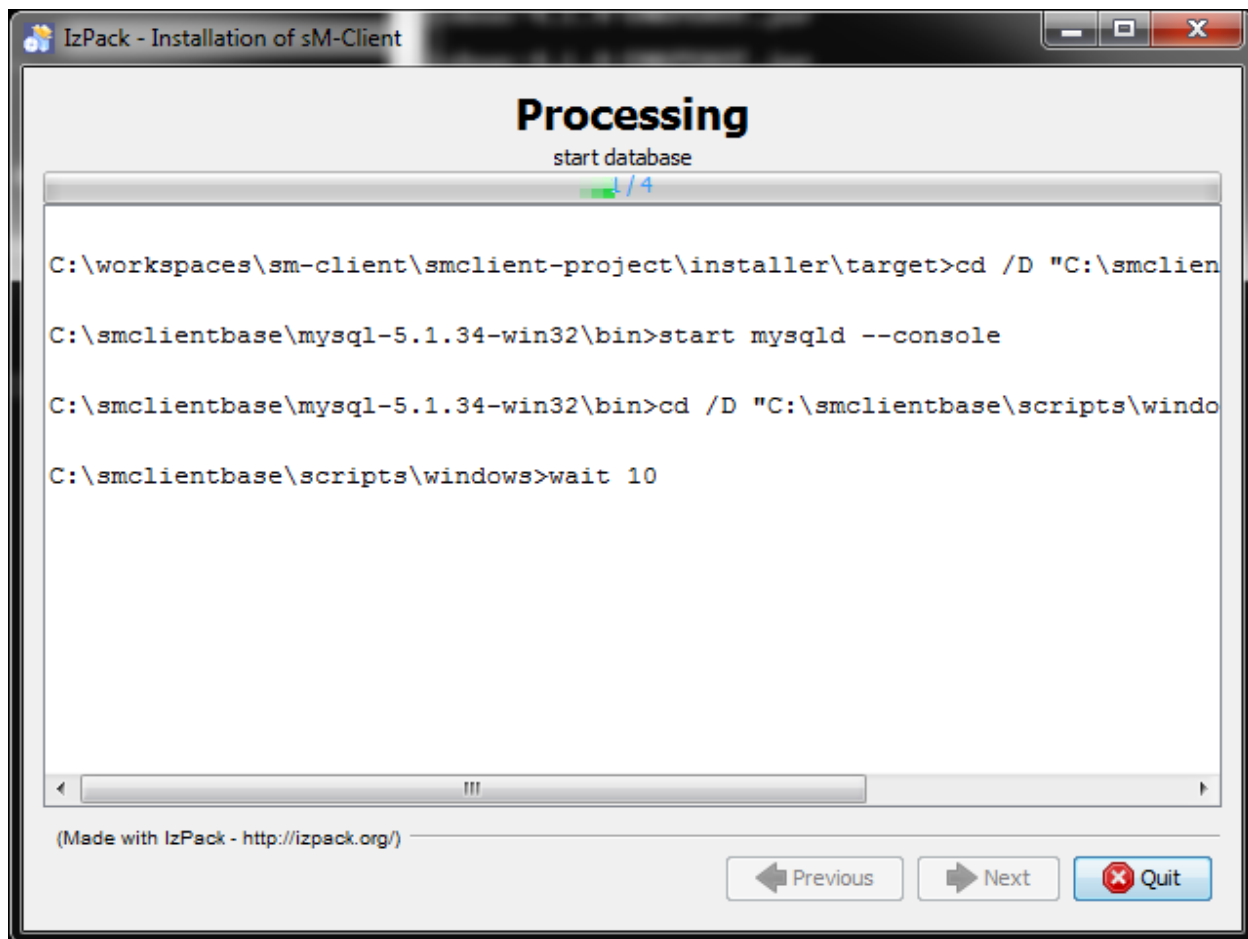 IzPack - Installation of sM-Client
Processing
start database
1 / 4
C:\workspaces\sm-client\smclient-project\installer\target>cd /D "C:\smclien
C:\smclientbase\mysql-5.1.34-win32\bin>start mysqld --console
C:\smclientbase\mysql-5.1.34-win32\bin>cd /D "C:\smclientbase\scripts\windo
C:\smclientbase\scripts\windows>wait 10
(Made with IzPack - http://izpack.org/)
Previous
Next
Quit